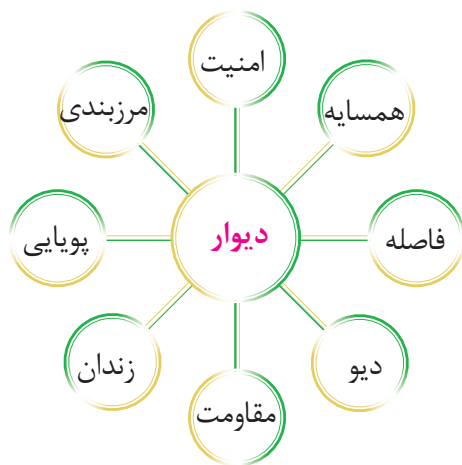 امنیت
همسایه
مرزبندی
دیوار
فاصله
پویایی
دیو
زندان
مقاومت